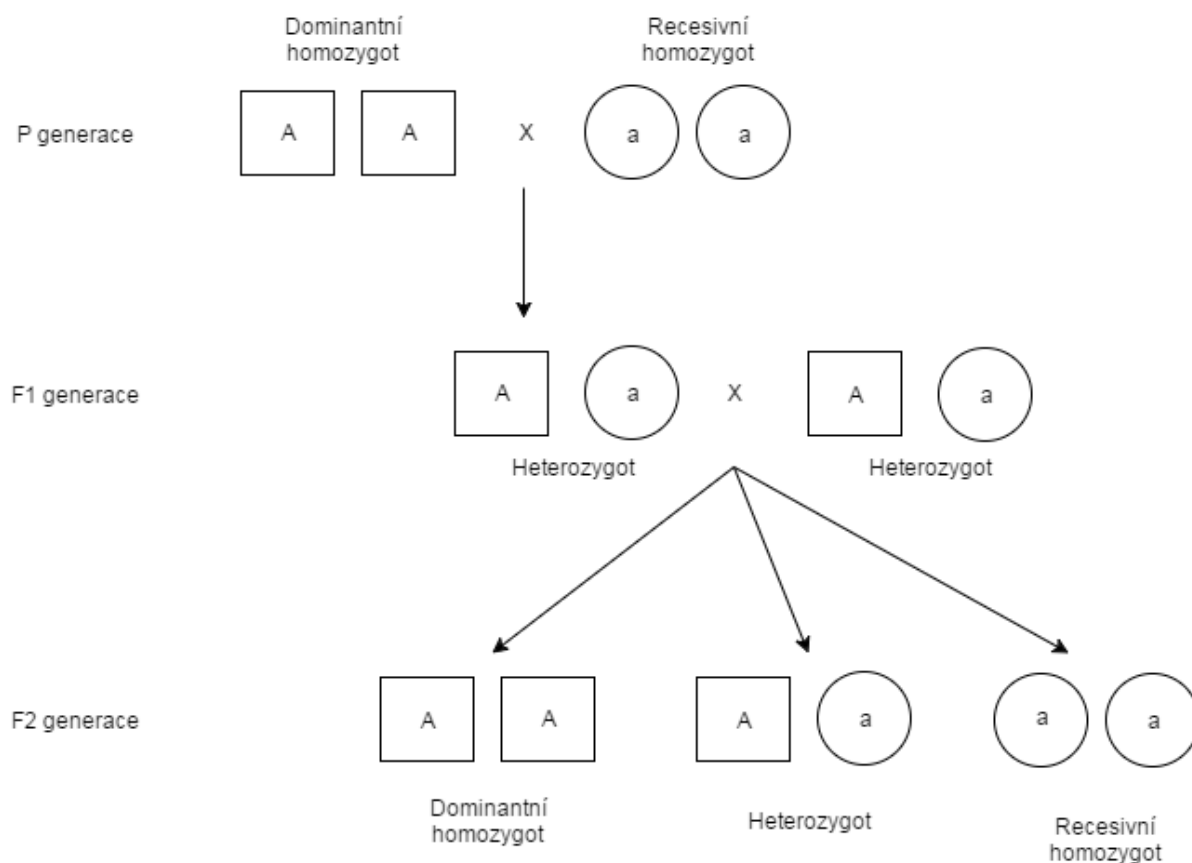 Dominantní
homozygot
Recesivní
homozygot
P generace
A
A
X
a
a
F1 generace
A
a
X
A
a
Heterozygot
Heterozygot
F2 generace
A
A
A
a
a
a
Dominantní
homozygot
Heterozygot
Recesivní
homozygot